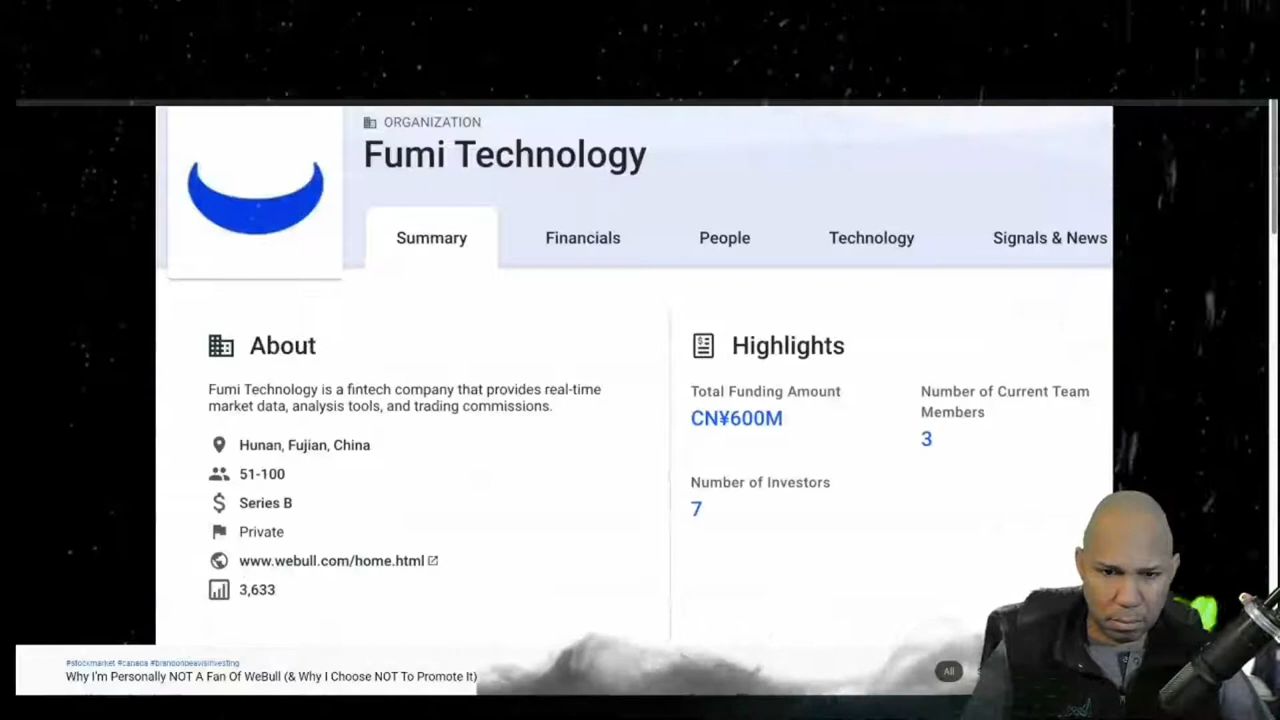 ORGANIZATION
Fumi Technology
Summary
Financials
People
Technology
Signals & News
About
Fumi Technology is a fintech company that provides real-time
market data, analysis tools, and trading commissions.
Hunan, Fujian, China
51-100
Series B
Private
www.webull.com/home.html
3,633
Highlights
Total Funding Amount
CN¥600M
Number of Current Team
Members
3
Number of Investors
7
#stockmarket #canada #brandonbeavisinvesting
Why I'm Personally NOT A Fan Of WeBull (& Why I Choose NOT To Promote It)
All